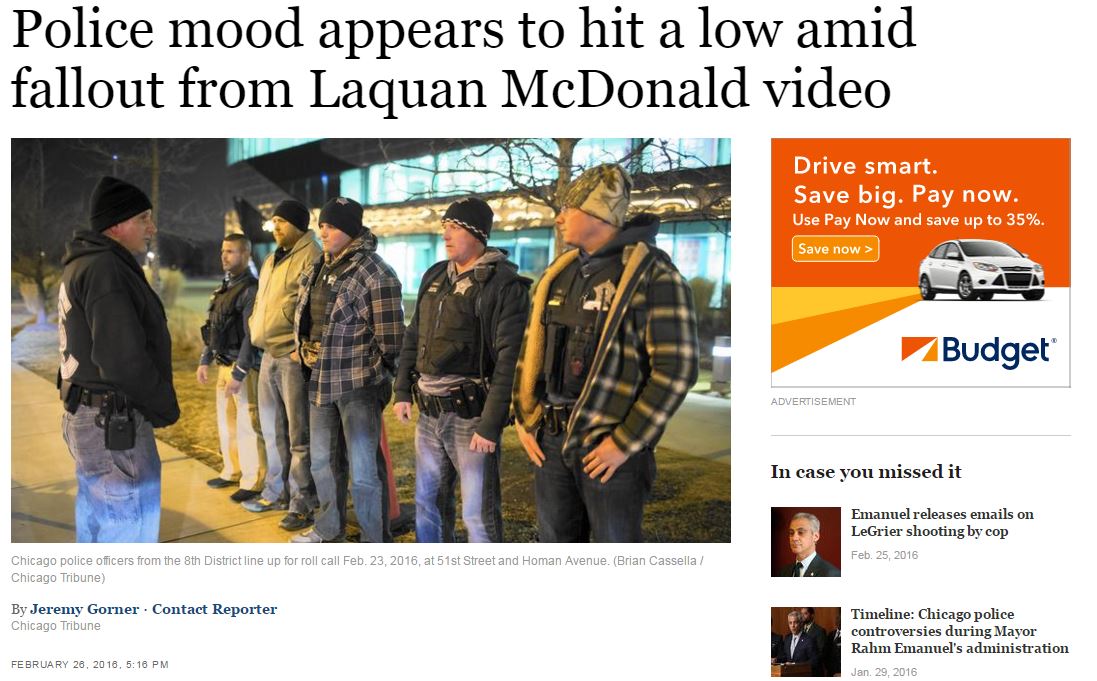 Police mood appears to hit a low amid
fallout from Laquan McDonald video
Chicago police officers from the 8th District line up for roll call Feb. 23, 2016, at 51st Street and Homan Avenue. (Brian Cassella /
Chicago Tribune)
By Jeremy Gorner · Contact Reporter
Chicago Tribune
FEBRUARY 26, 2016, 5:16 PM
Drive smart.
Save big. Pay now.
Use Pay Now and save up to 35%.
Save now >
Budget®
ADVERTISEMENT
In case you missed it
Emanuel releases emails on
LeGrier shooting by cop
Feb. 25, 2016
Timeline: Chicago police
controversies during Mayor
Rahm Emanuel's administration
Jan. 29, 2016